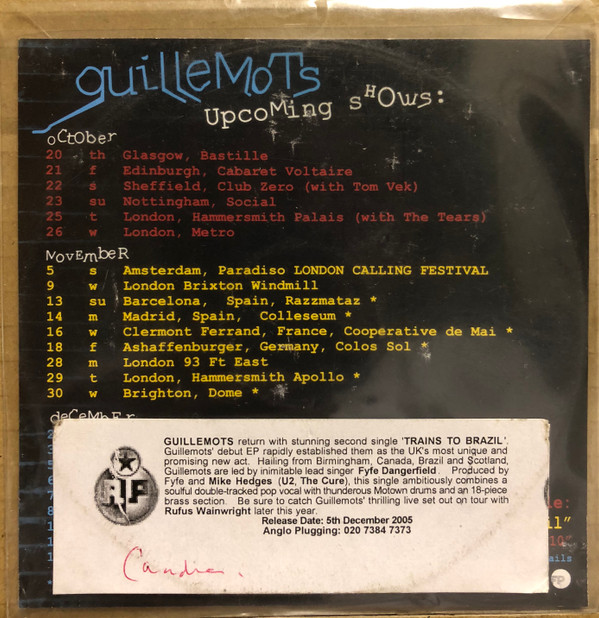 guilleMoTs
UpcoMing sHOws:
OCtOber
20 th Glasgow, Bastille
21 f Edinburgh, Cabaret Voltaire
22 s Sheffield, Club Zero (with Tom Vek)
23 su Nottingham, Social
25 t London, Hammersmith Palais (with The Tears)
26 w London, Metro
NOvEmbeR
5 s Amsterdam, Paradiso LONDON CALLING FESTIVAL
9 w London Brixton Windmill
13 su Barcelona, Spain, Razzmataz *
14 m Madrid, Spain, Colleseum *
16 w Clermont Ferrand, France, Cooperative de Mai *
18 f Ashaffenburger, Germany, Colos Sol *
28 m London 93 Ft East
29 t London, Hammersmith Apollo *
30 w Brighton, Dome *
deCeMbER
GUILLEMOTS return with stunning second single 'TRAINS TO BRAZIL'.
Guillemots' debut EP rapidly established them as the UK's most unique and
promising new act. Hailing from Birmingham, Canada, Brazil and Scotland,
Guillemots are led by inimitable lead singer Fyfe Dangerfield. Produced by
Fyfe and Mike Hedges (U2, The Cure), this single ambitiously combines a
soulful double-tracked pop vocal with thunderous Motown drums and an 18-piece
brass section. Be sure to catch Guillemots' thrilling live set out on tour with
Rufus Wainwright later this year.
Release Date: 5th December 2005
Anglo Plugging: 020 7384 7373
R.I.P
le:
il"
10"
ails